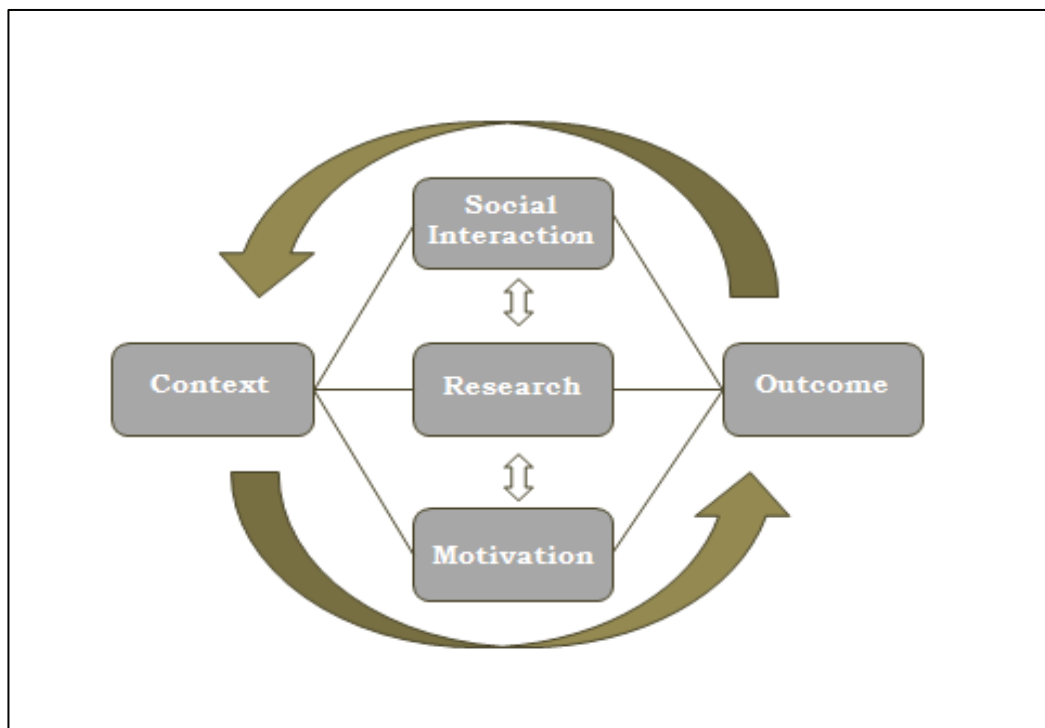 Social
Interaction
Context
Research
Outcome
Motivation